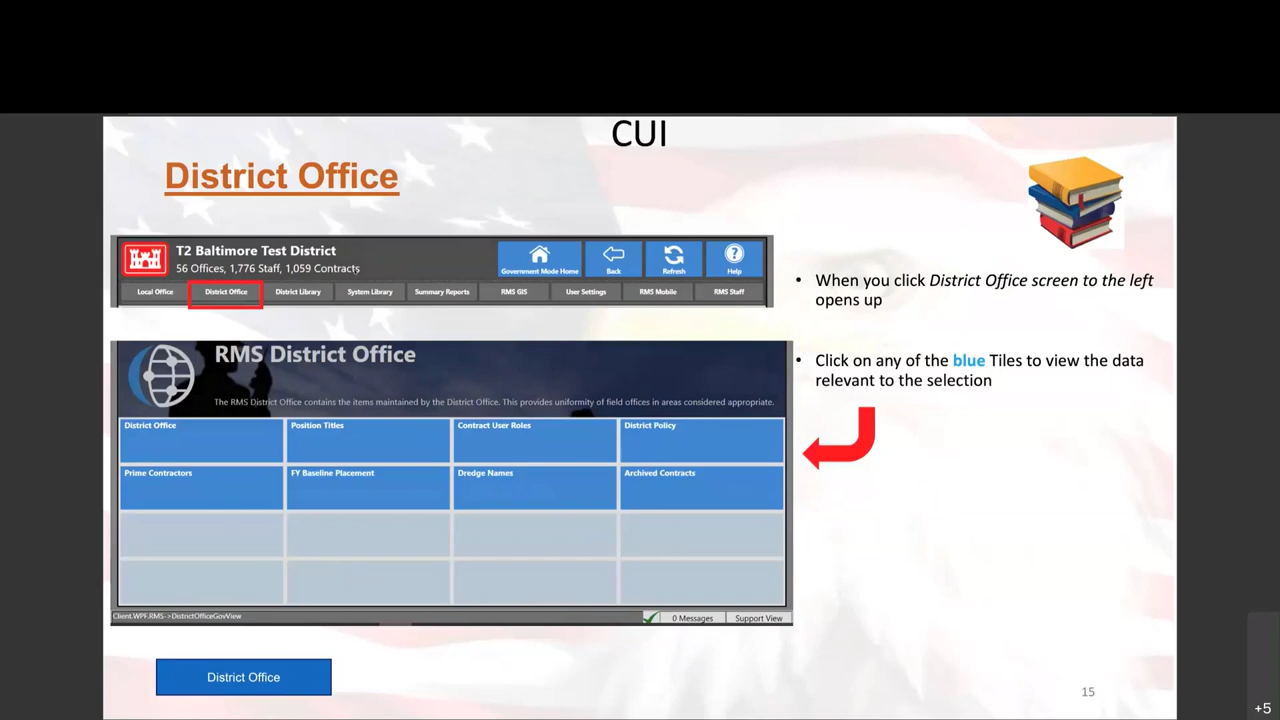 CUI
District Office
T2 Baltimore Test District
56 Offices, 1,776 Staff, 1,059 Contracts
Government Mode Home
Back
Refresh
Help
Local Office
District Office
District Library
System Library
Summary Reports
RMS GIS
User Settings
RMS Mobile
RMS Staff
• When you click District Office screen to the left
opens up
• Click on any of the blue Tiles to view the data
relevant to the selection
RMS District Office
The RMS District Office contains the items maintained by the District Office. This provides uniformity of field offices in areas considered appropriate.
District Office
Position Titles
Contract User Roles
District Policy
Prime Contractors
FY Baseline Placement
Dredge Names
Archived Contracts
Client.WPF.RMS->DistrictOfficeGovView
0 Messages
Support View
District Office
15
+5